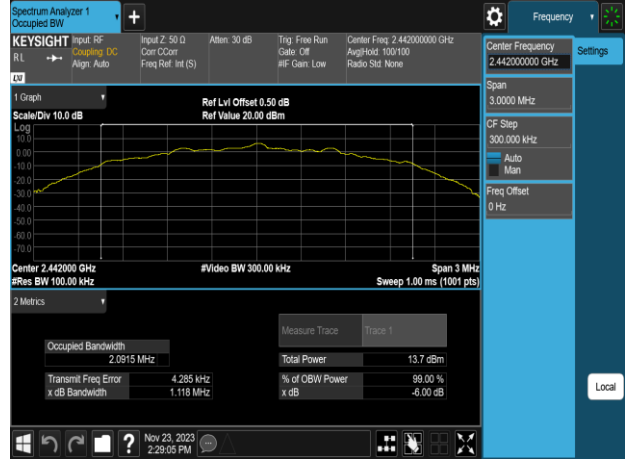 Spectrum Analyzer 1
Occupied BW
+
Frequency
KEYSIGHT
RL
LXI
Input: RF
Coupling: DC
Align: Auto
Input Z: 50 Ω
Corr CCorr
Freq Ref: Int (S)
Atten: 30 dB
Trig: Free Run
Gate: Off
#IF Gain: Low
Center Freq: 2.442000000 GHz
Avg|Hold: 100/100
Radio Std: None
Center Frequency
2.442000000 GHz
Settings
Span
3.0000 MHz
CF Step
300.000 kHz
Auto
Man
Freq Offset
0 Hz
Local
1 Graph
Scale/Div 10.0 dB
Ref Lvl Offset 0.50 dB
Ref Value 20.00 dBm
Log
10.0
0.00
-10.0
-20.0
-30.0
-40.0
-50.0
-60.0
-70.0
Center 2.442000 GHz
#Video BW 300.00 kHz
Span 3 MHz
#Res BW 100.00 kHz
Sweep 1.00 ms (1001 pts)
2 Metrics
Measure Trace Trace 1
Occupied Bandwidth
2.0915 MHz
Total Power 13.7 dBm
Transmit Freq Error 4.285 kHz
% of OBW Power 99.00 %
x dB Bandwidth 1.118 MHz
x dB -6.00 dB
?
Nov 23, 2023
2:29:05 PM